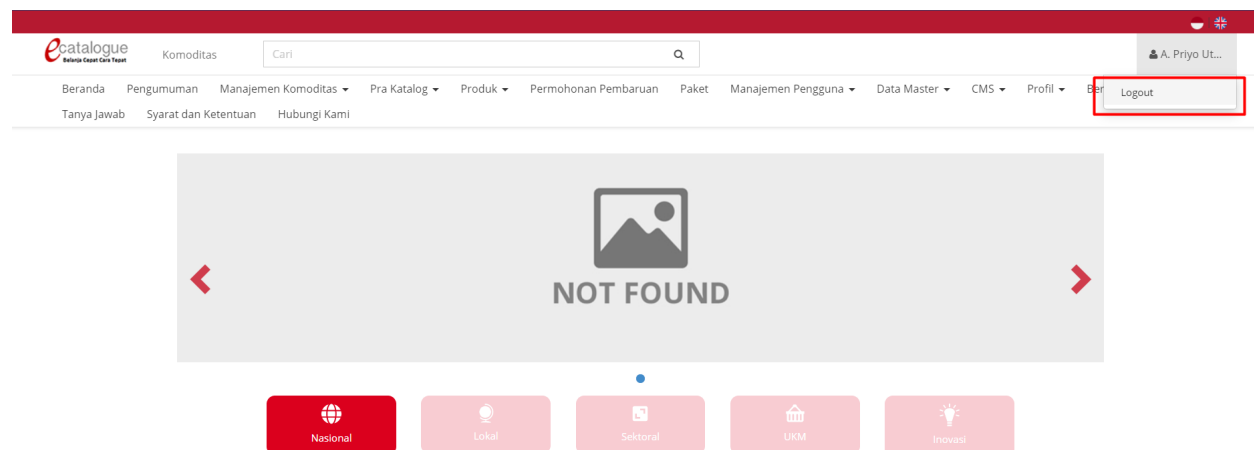 ecatalogue
Belanja Cepat Cara Tepat
Komoditas
Cari
A. Priyo Ut...
Beranda Pengumuman Manajemen Komoditas Pra Katalog Produk Permohonan Pembaruan Paket Manajemen Pengguna Data Master CMS Profil Ber
Logout
Tanya Jawab Syarat dan Ketentuan Hubungi Kami
NOT FOUND
Nasional
Lokal
Sektoral
UKM
Inovasi